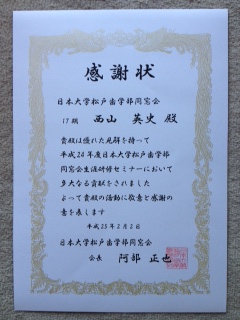 感謝状
日本大学松戸歯学部同窓会
17期 西山 英史 殿
貴殿は優れた見解を持って
平成24年度日本大学松戸歯学部
同窓会生涯研修セミナーにおいて
多大なる貢献をされました
よって貴殿の活動に敬意と感謝の
意を表します
平成25年2月2日
日本大学松戸歯学部同窓会
会長 阿部 正也